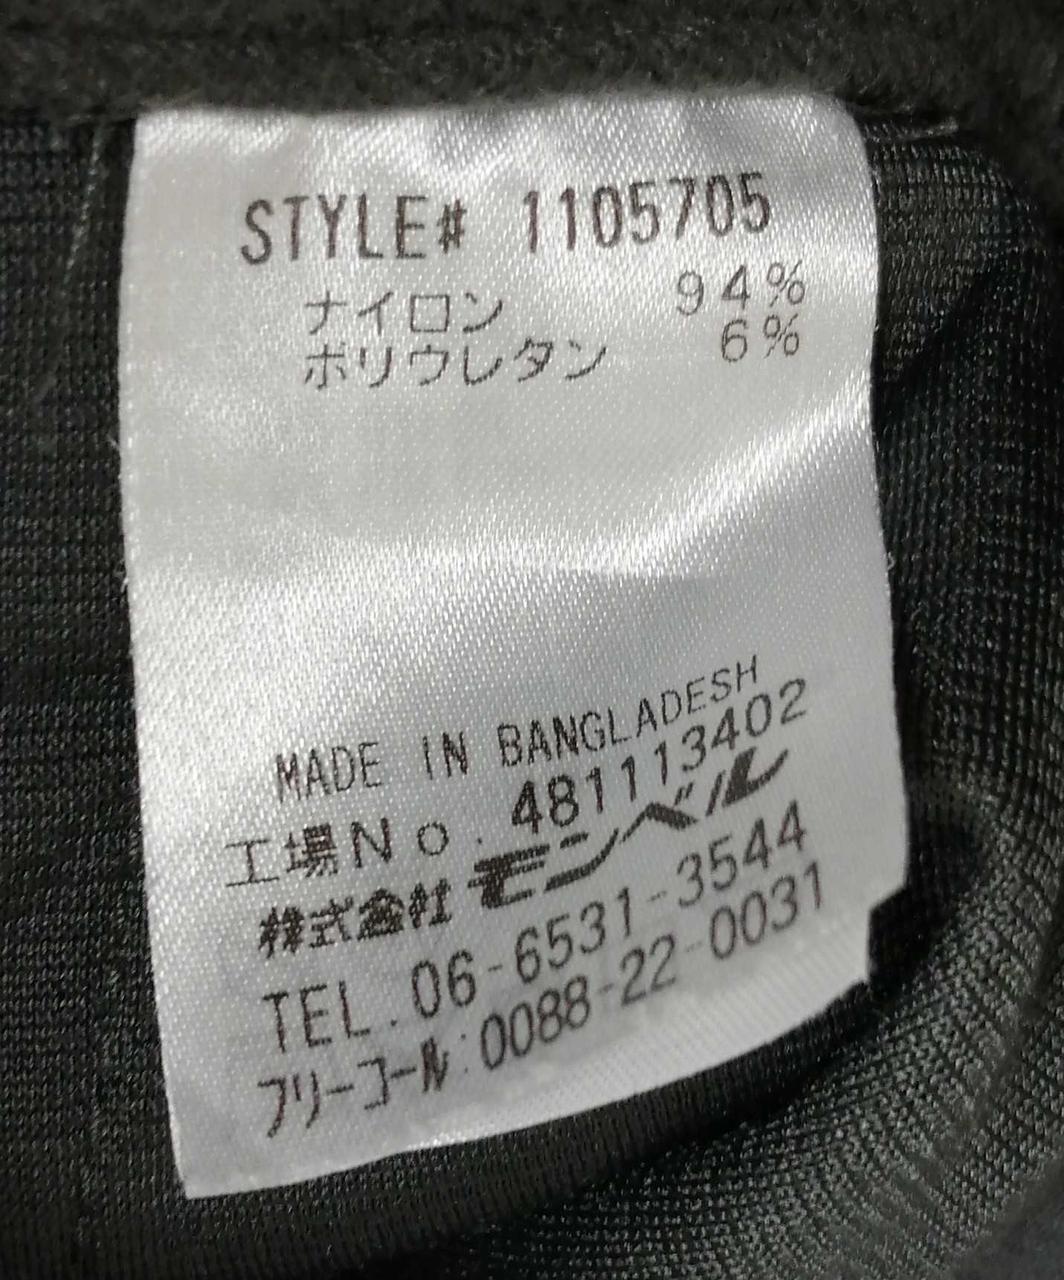 STYLE# 1105705
ナイロン 94%
ポリウレタン 6%
MADE IN BANGLADESH
工場No. 481113402
株式會社 モンベル
TEL. 06-6531-3544
フリーコール:0088-22-0031